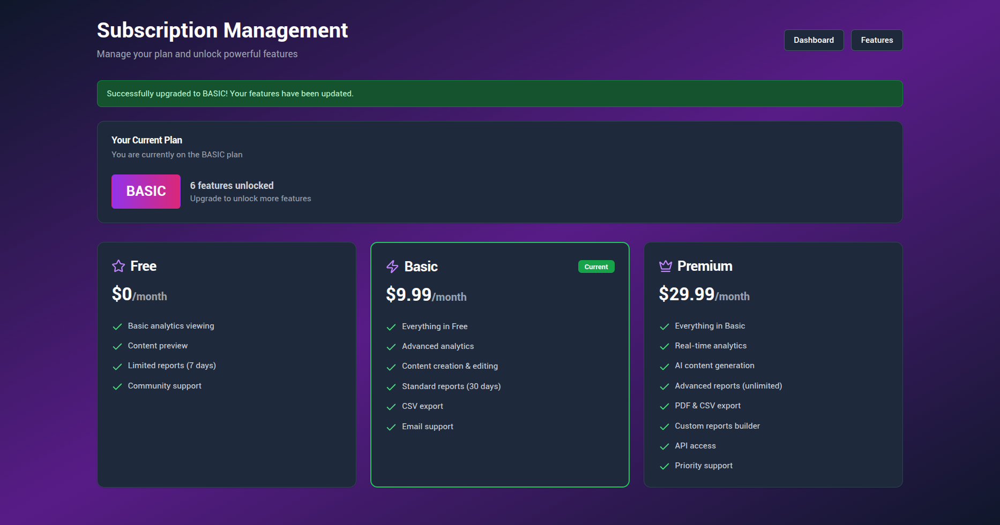 Subscription Management
Manage your plan and unlock powerful features
Dashboard
Features
Successfully upgraded to BASIC! Your features have been updated.
Your Current Plan
You are currently on the BASIC plan
BASIC
6 features unlocked
Upgrade to unlock more features
Free
$0/month
Basic analytics viewing
Content preview
Limited reports (7 days)
Community support
Basic
Current
$9.99/month
Everything in Free
Advanced analytics
Content creation & editing
Standard reports (30 days)
CSV export
Email support
Premium
$29.99/month
Everything in Basic
Real-time analytics
AI content generation
Advanced reports (unlimited)
PDF & CSV export
Custom reports builder
API access
Priority support